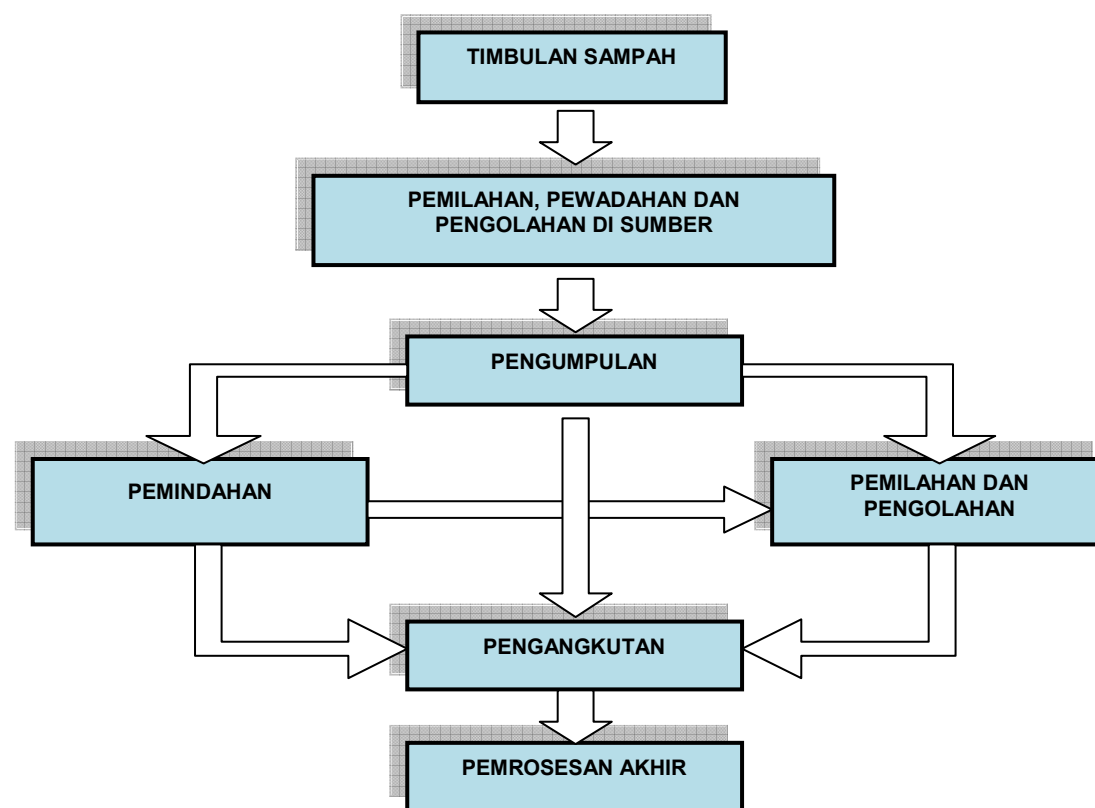 TIMBULAN SAMPAH
PEMILAHAN, PEWADAHAN DAN
PENGOLAHAN DI SUMBER
PENGUMPULAN
PEMINDAHAN
PEMILAHAN DAN
PENGOLAHAN
PENGANGKUTAN
PEMROSESAN AKHIR